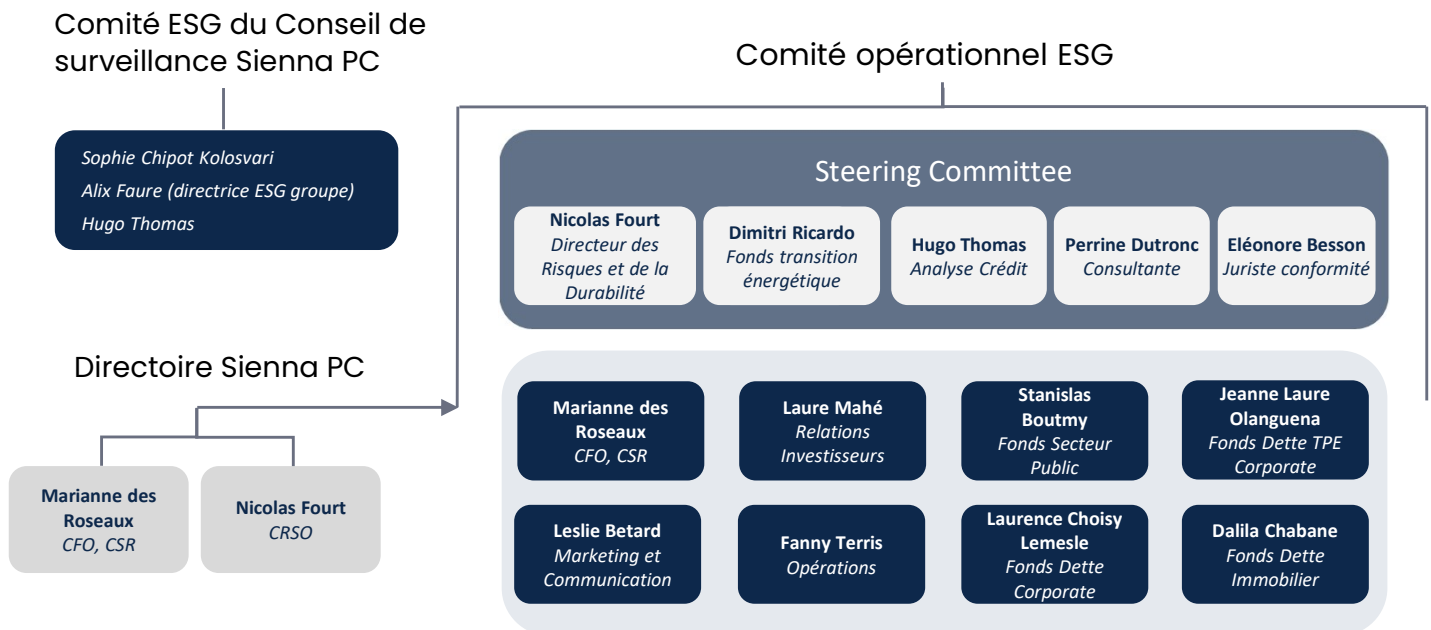 Comité ESG du Conseil de
surveillance Sienna PC
Sophie Chipot Kolosvari
Alix Faure (directrice ESG groupe)
Hugo Thomas
Comité opérationnel ESG
Steering Committee
Nicolas Fourt
Directeur des
Risques et de la
Durabilité
Dimitri Ricardo
Fonds transition
énergétique
Hugo Thomas
Analyse Crédit
Perrine Dutronc
Consultante
Eléonore Besson
Juriste conformité
Directoire Sienna PC
Marianne des
Roseaux
CFO, CSR
Nicolas Fourt
CRSO
Marianne des
Roseaux
CFO, CSR
Laure Mahé
Relations
Investisseurs
Stanislas
Boutmy
Fonds Secteur
Public
Jeanne Laure
Olanguena
Fonds Dette TPE
Corporate
Leslie Betard
Marketing et
Communication
Fanny Terris
Opérations
Laurence Choisy
Lemesle
Fonds Dette
Corporate
Dalila Chabane
Fonds Dette
Immobilier